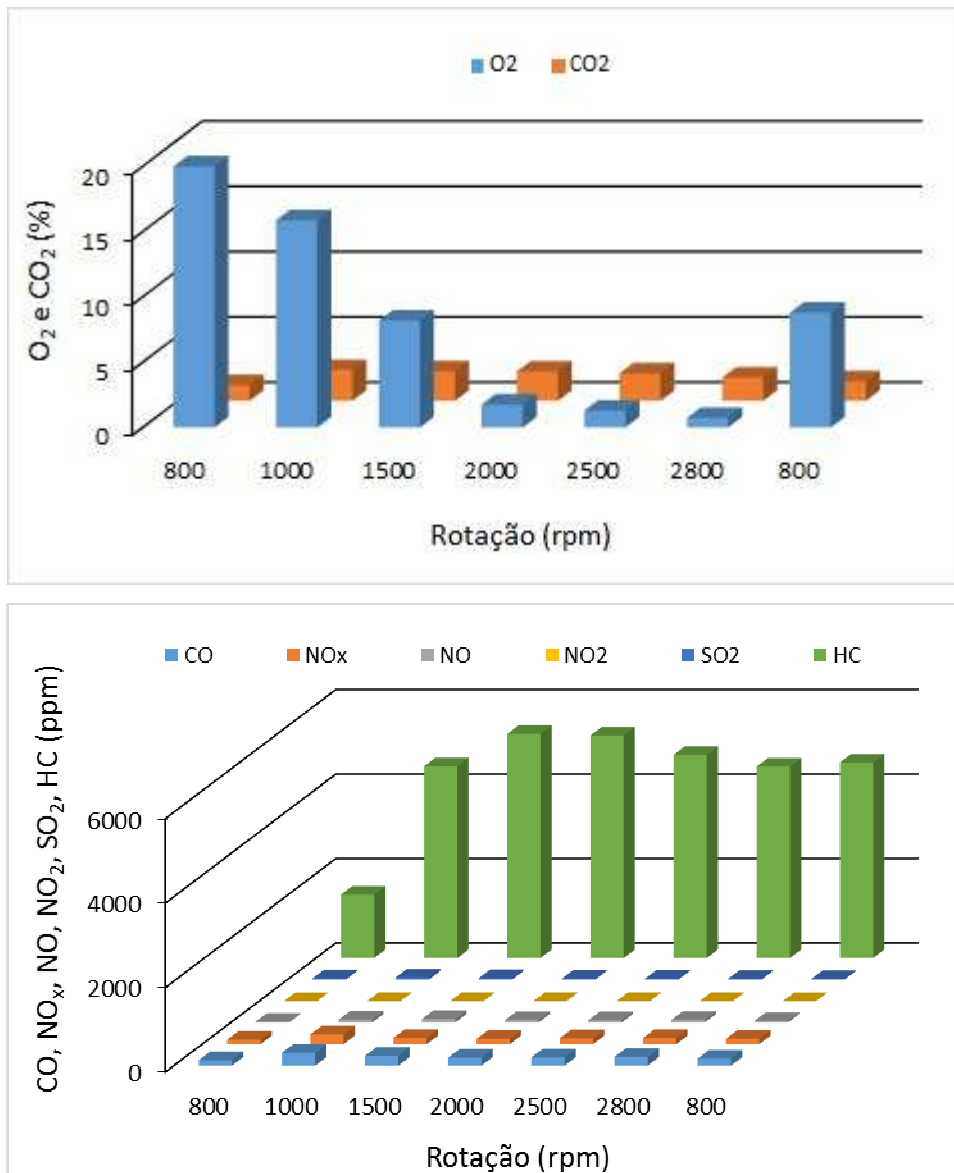 O2 CO2
O₂ e CO₂ (%)
20
15
10
5
0
800 1000 1500 2000 2500 2800 800
Rotação (rpm)
CO NOx NO NO2 SO2 HC
CO, NOₓ, NO, NO₂, SO₂, HC (ppm)
6000
4000
2000
0
800 1000 1500 2000 2500 2800 800
Rotação (rpm)